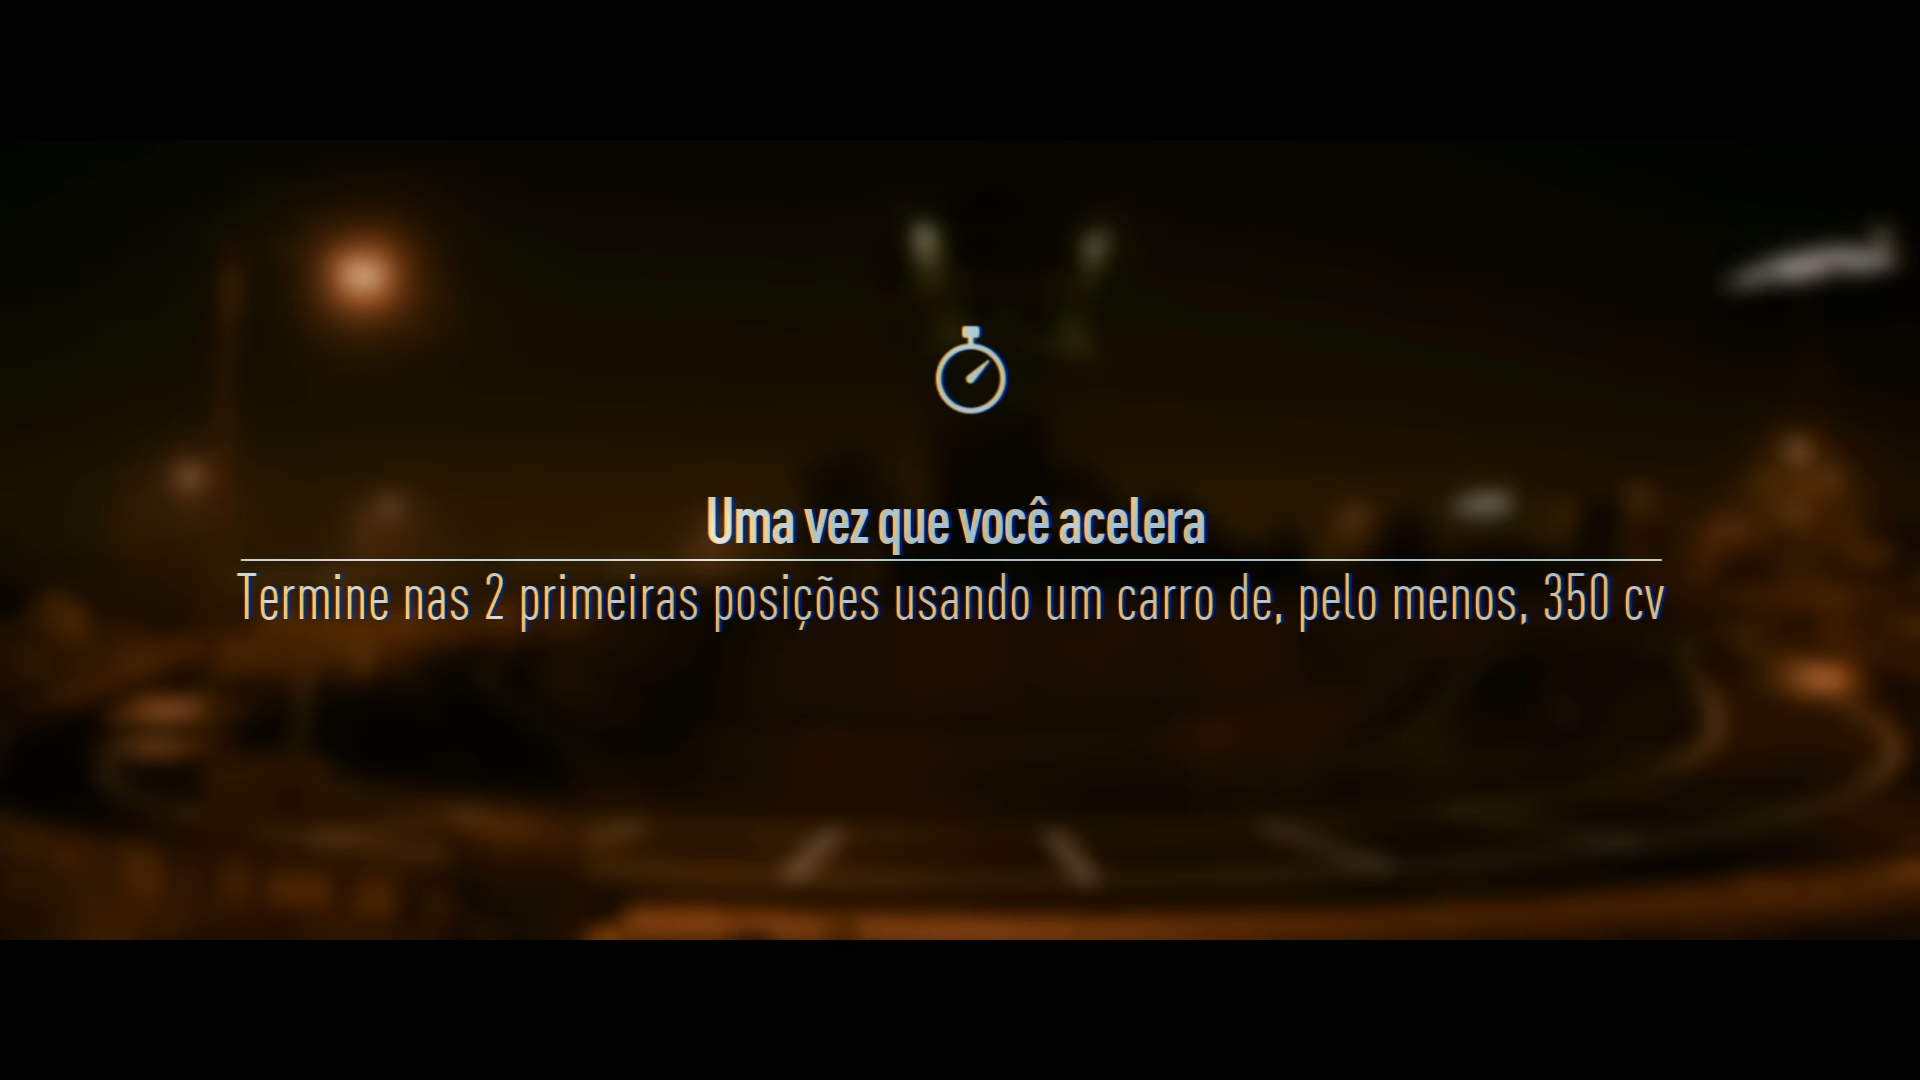 Uma vez que você acelera
Termine nas 2 primeiras posições usando um carro de, pelo menos, 350 cv